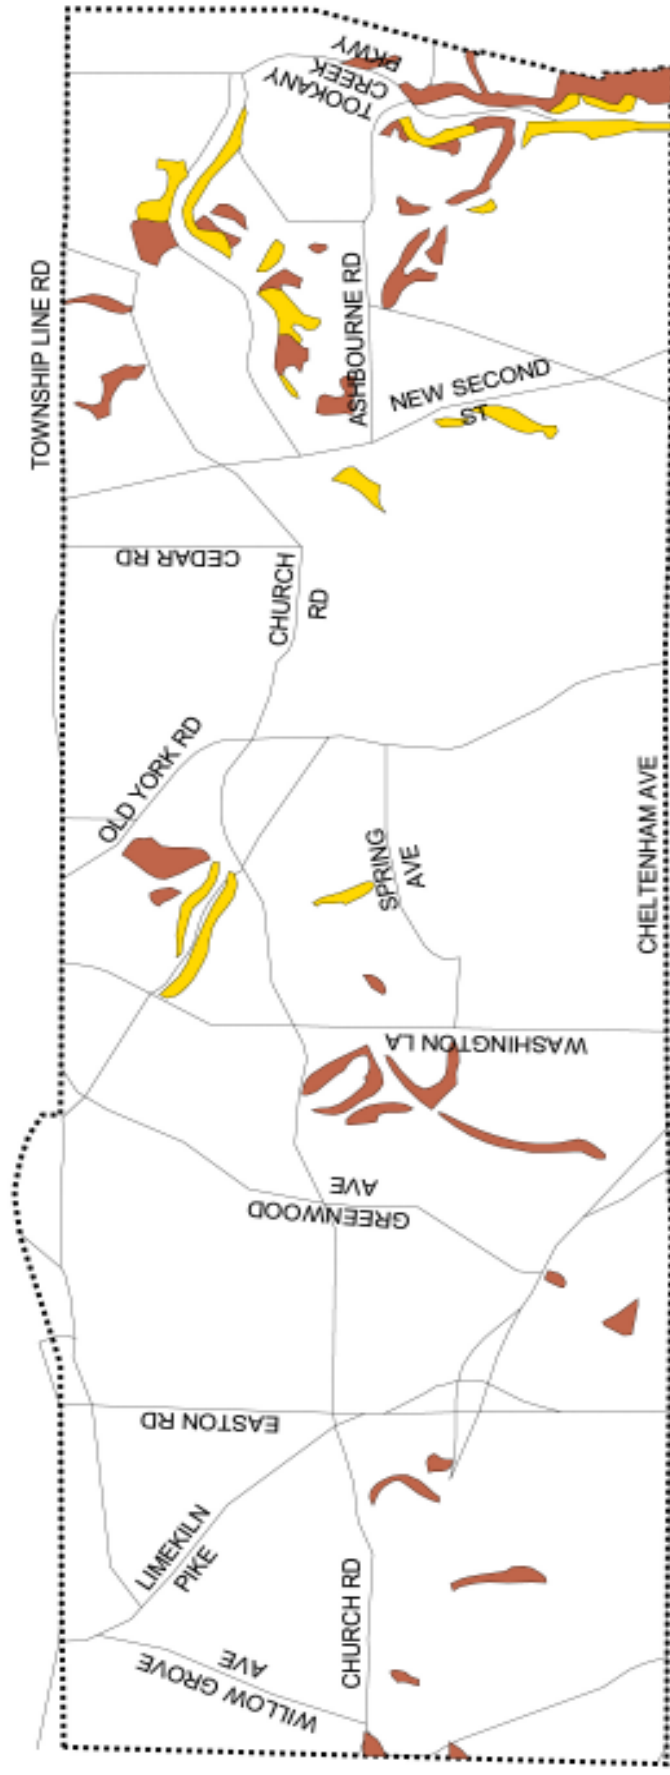 TOOKANY
CREEK
PKWY
TOWNSHIP LINE RD
ASHBOURNE RD
NEW SECOND
ST
CEDAR RD
CHURCH
RD
OLD YORK RD
SPRING
AVE
CHELTENHAM AVE
WASHINGTON LA
GREENWOOD
AVE
EASTON RD
LIMEKILN
PIKE
CHURCH RD
WILLOW GROVE
AVE